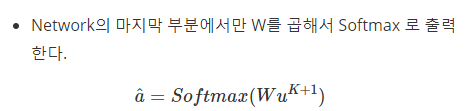 • Network의 마지막 부분에서만 W를 곱해서 Softmax 로 출력
한다.
â = Softmax(Wu^{K+1})